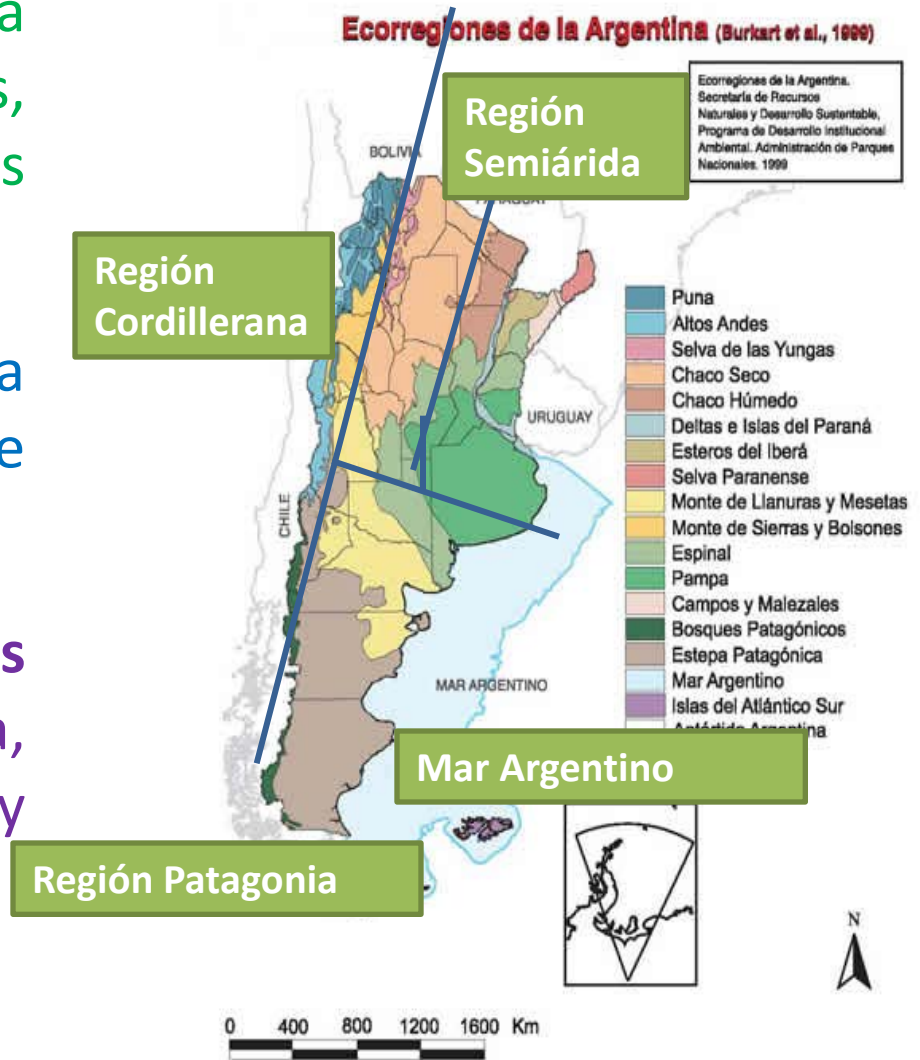 a
s,
s
a
e
s
a,
y
Ecorregiones de la Argentina (Burkart et al., 1999)
Ecorregiones de la Argentina.
Secretaría de Recursos
Naturales y Desarrollo Sustentable,
Programa de Desarrollo Institucional
Ambiental. Administración de Parques
Nacionales. 1999
Región
Semiárida
BOLIVIA
PARAGUAY
Región
Cordillerana
Puna
Altos Andes
Selva de las Yungas
Chaco Seco
Chaco Húmedo
Deltas e Islas del Paraná
Esteros del Iberá
Selva Paranense
Monte de Llanuras y Mesetas
Monte de Sierras y Bolsones
Espinal
Pampa
Campos y Malezales
Bosques Patagónicos
Estepa Patagónica
Mar Argentino
Islas del Atlántico Sur
Antártida Argentina
URUGUAY
CHILE
MAR ARGENTINO
Mar Argentino
Región Patagonia
N
0 400 800 1200 1600 Km